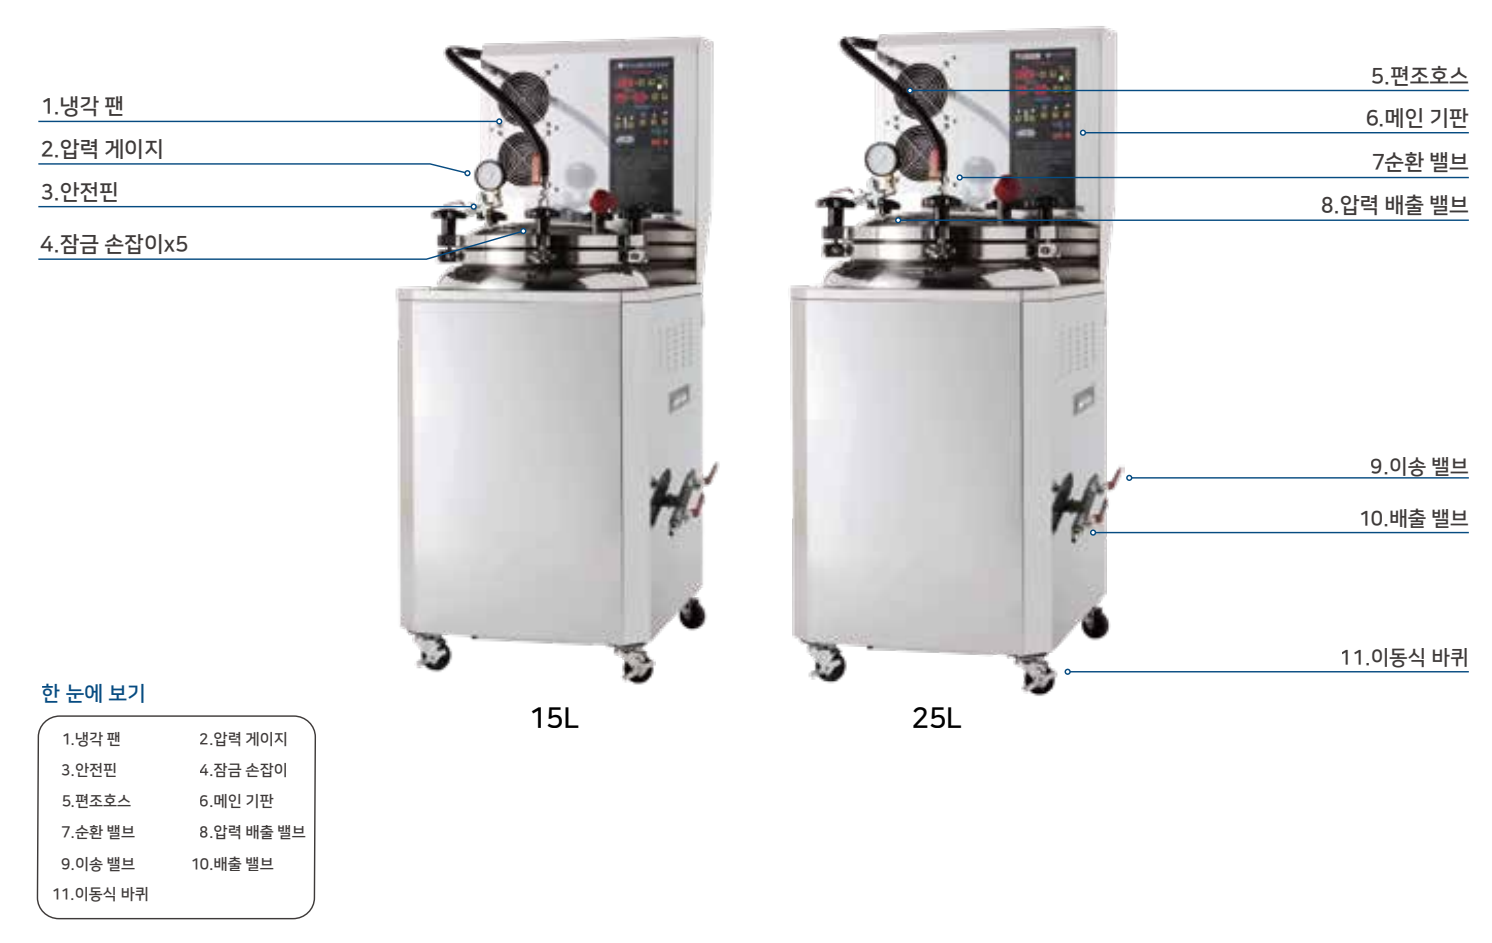 1.냉각 팬
2.압력 게이지
3.안전핀
4.잠금 손잡이x5
5.편조호스
6.메인 기판
7순환 밸브
8.압력 배출 밸브
9.이송 밸브
10.배출 밸브
11.이동식 바퀴
15L
25L
한 눈에 보기
1.냉각 팬
2.압력 게이지
3.안전핀
4.잠금 손잡이
5.편조호스
6.메인 기판
7.순환 밸브
8.압력 배출 밸브
9.이송 밸브
10.배출 밸브
11.이동식 바퀴